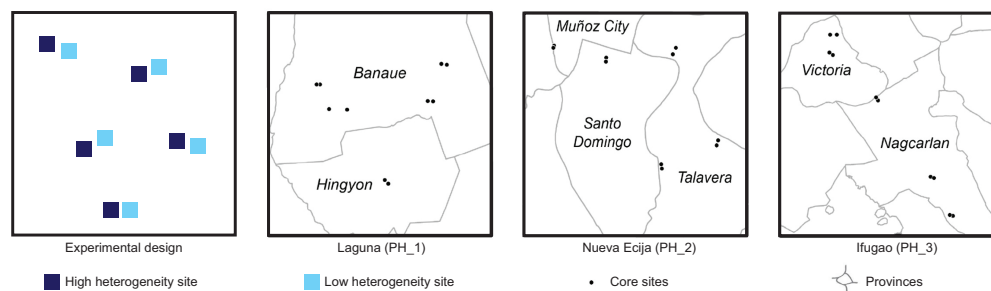 Banaue
Hingyon
Muñoz City
Santo
Domingo
Talavera
Victoria
Nagcarlan
Experimental design
Laguna (PH_1)
Nueva Ecija (PH_2)
Ifugao (PH_3)
High heterogeneity site
Low heterogeneity site
Core sites
Provinces